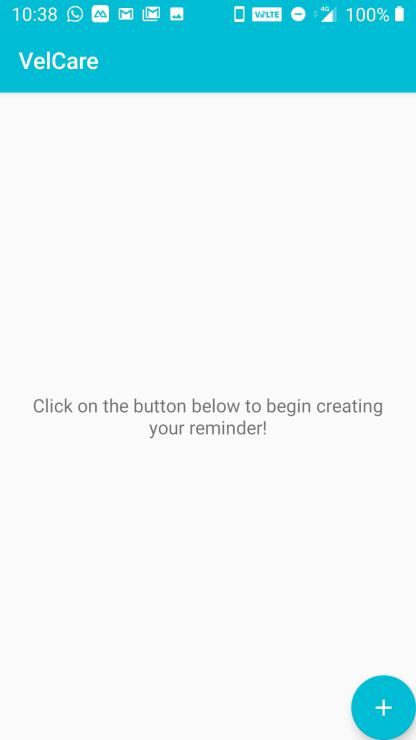 10:38 VoLTE 4G 100%
VelCare
Click on the button below to begin creating
your reminder!